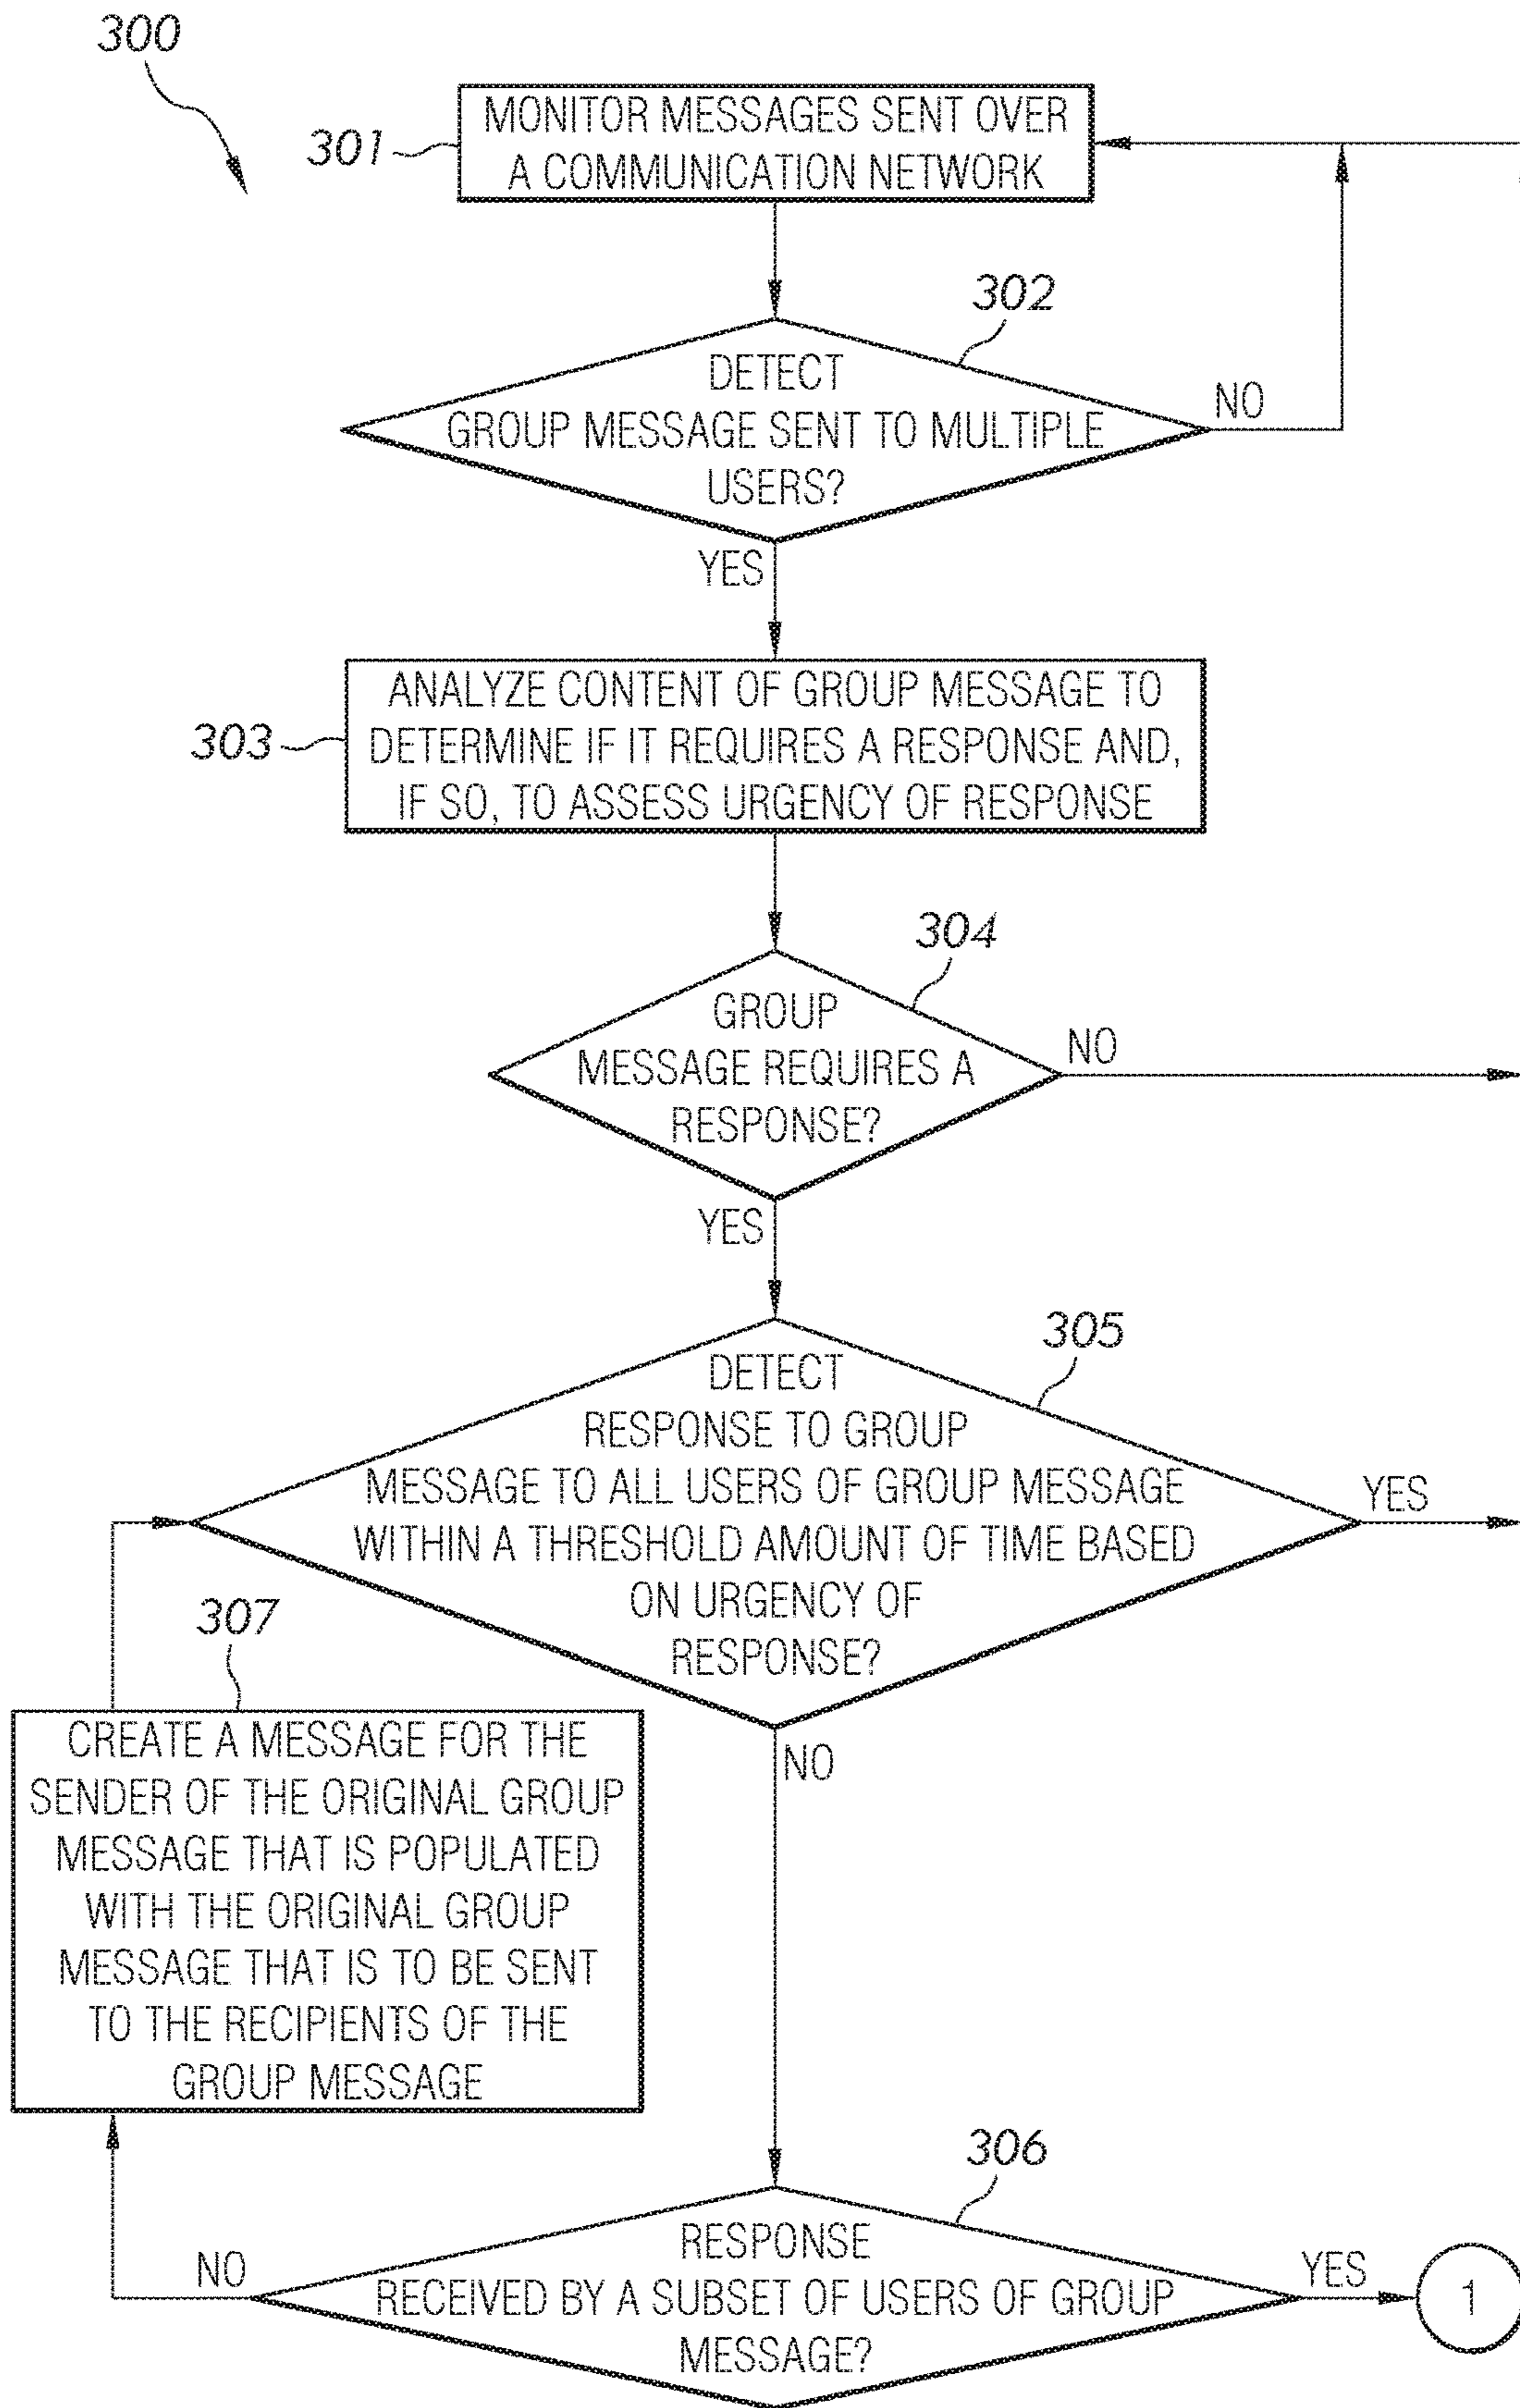 300
301
MONITOR MESSAGES SENT OVER
A COMMUNICATION NETWORK
302
DETECT
GROUP MESSAGE SENT TO MULTIPLE
USERS?
NO
YES
303
ANALYZE CONTENT OF GROUP MESSAGE TO
DETERMINE IF IT REQUIRES A RESPONSE AND,
IF SO, TO ASSESS URGENCY OF RESPONSE
304
GROUP
MESSAGE REQUIRES A
RESPONSE?
NO
YES
305
DETECT
RESPONSE TO GROUP
MESSAGE TO ALL USERS OF GROUP MESSAGE
WITHIN A THRESHOLD AMOUNT OF TIME BASED
ON URGENCY OF
RESPONSE?
YES
NO
307
CREATE A MESSAGE FOR THE
SENDER OF THE ORIGINAL GROUP
MESSAGE THAT IS POPULATED
WITH THE ORIGINAL GROUP
MESSAGE THAT IS TO BE SENT
TO THE RECIPIENTS OF THE
GROUP MESSAGE
306
RESPONSE
RECEIVED BY A SUBSET OF USERS OF GROUP
MESSAGE?
NO
YES
1